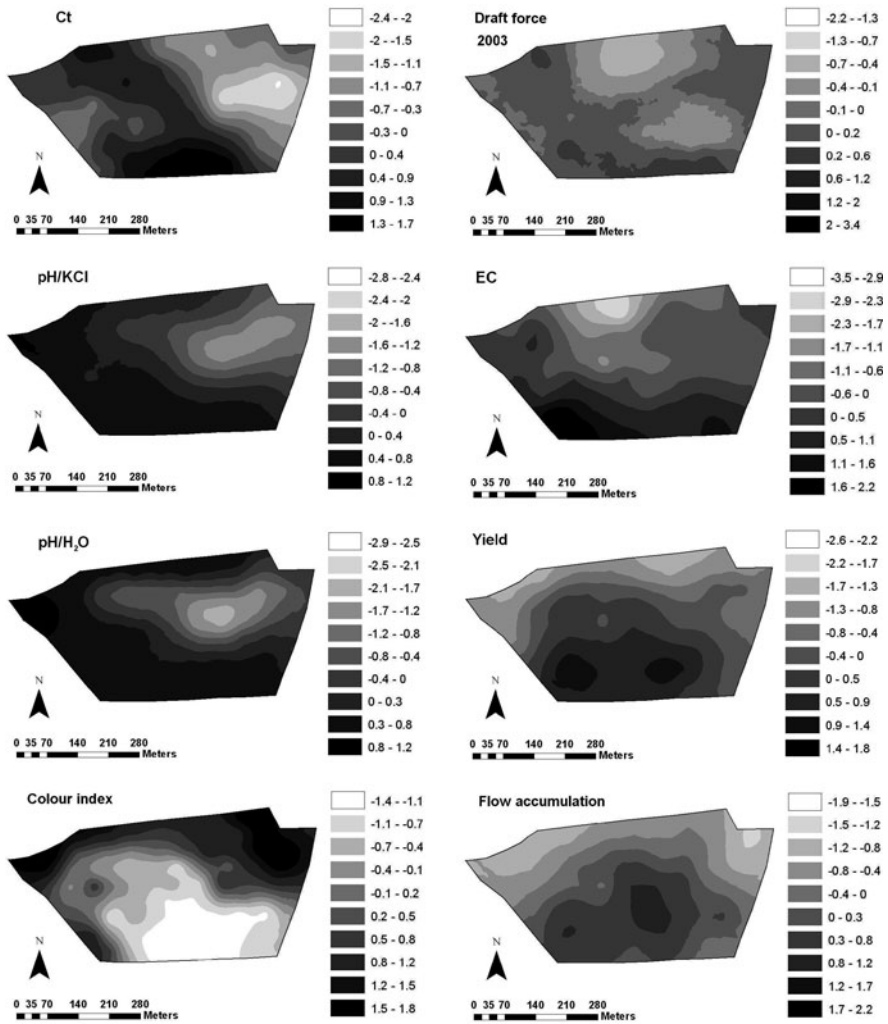 Ct
-2.4 - -2
-2 - -1.5
-1.5 - -1.1
-1.1 - -0.7
-0.7 - -0.3
-0.3 - 0
0 - 0.4
0.4 - 0.9
0.9 - 1.3
1.3 - 1.7
N
0 35 70 140 210 280
Meters
Draft force
2003
-2.2 - -1.3
-1.3 - -0.7
-0.7 - -0.4
-0.4 - -0.1
-0.1 - 0
0 - 0.2
0.2 - 0.6
0.6 - 1.2
1.2 - 2
2 - 3.4
N
0 35 70 140 210 280
Meters
pH/KCl
-2.8 - -2.4
-2.4 - -2
-2 - -1.6
-1.6 - -1.2
-1.2 - -0.8
-0.8 - -0.4
-0.4 - 0
0 - 0.4
0.4 - 0.8
0.8 - 1.2
N
0 35 70 140 210 280
Meters
EC
-3.5 - -2.9
-2.9 - -2.3
-2.3 - -1.7
-1.7 - -1.1
-1.1 - -0.6
-0.6 - 0
0 - 0.5
0.5 - 1.1
1.1 - 1.6
1.6 - 2.2
N
0 35 70 140 210 280
Meters
pH/H₂O
-2.9 - -2.5
-2.5 - -2.1
-2.1 - -1.7
-1.7 - -1.2
-1.2 - -0.8
-0.8 - -0.4
-0.4 - 0
0 - 0.3
0.3 - 0.8
0.8 - 1.2
N
0 35 70 140 210 280
Meters
Yield
-2.6 - -2.2
-2.2 - -1.7
-1.7 - -1.3
-1.3 - -0.8
-0.8 - -0.4
-0.4 - 0
0 - 0.5
0.5 - 0.9
0.9 - 1.4
1.4 - 1.8
N
0 35 70 140 210 280
Meters
Colour index
-1.4 - -1.1
-1.1 - -0.7
-0.7 - -0.4
-0.4 - -0.1
-0.1 - 0.2
0.2 - 0.5
0.5 - 0.8
0.8 - 1.2
1.2 - 1.5
1.5 - 1.8
N
0 35 70 140 210 280
Meters
Flow accumulation
-1.9 - -1.5
-1.5 - -1.2
-1.2 - -0.8
-0.8 - -0.4
-0.4 - 0
0 - 0.3
0.3 - 0.8
0.8 - 1.2
1.2 - 1.7
1.7 - 2.2
N
0 35 70 140 210 280
Meters